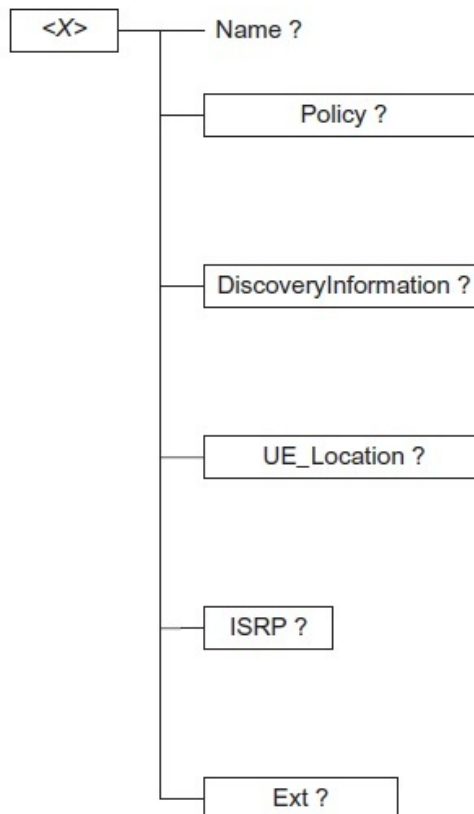 <X>
Name ?
Policy ?
DiscoveryInformation ?
UE_Location ?
ISRP ?
Ext ?